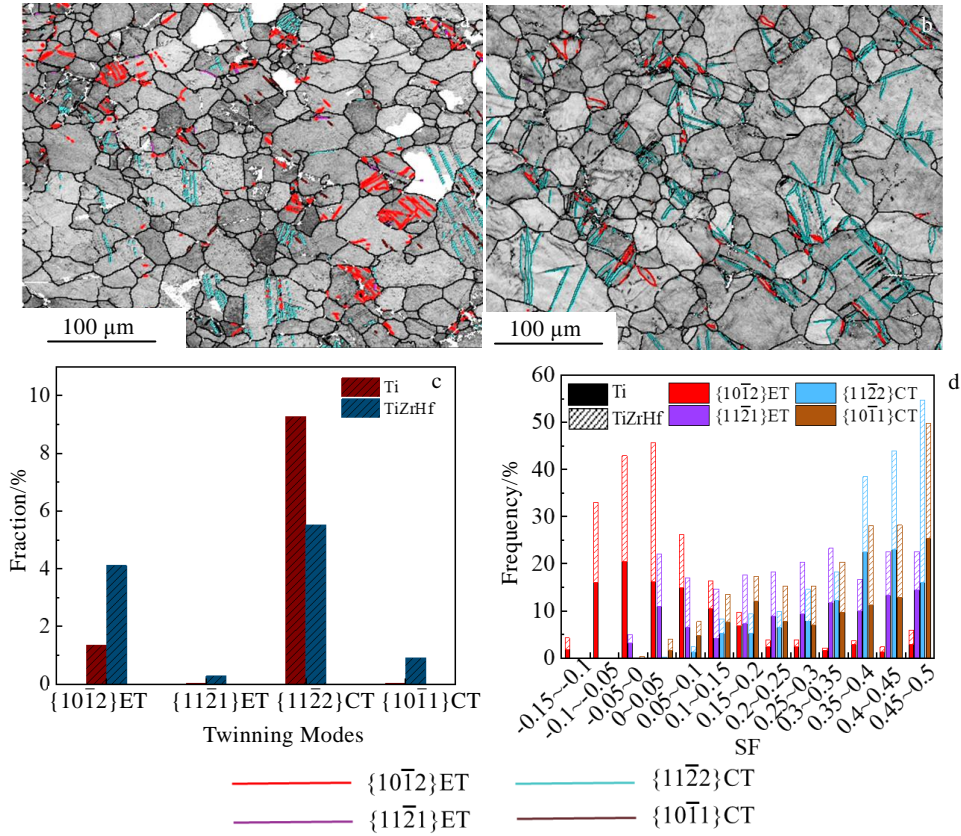 a
b
100 μm
100 μm
c
Ti
TiZrHf
Fraction/%
10
8
6
4
2
0
{101̄2}ET
{112̄1}ET
{112̄2}CT
{101̄1}CT
Twinning Modes
d
Ti
TiZrHf
{101̄2}ET
{112̄1}ET
{112̄2}CT
{101̄1}CT
Frequency/%
60
50
40
30
20
10
0
-0.15~-0.1
-0.1~-0.05
-0.05~0
0~0.05
0.05~0.1
0.1~0.15
0.15~0.2
0.2~0.25
0.25~0.3
0.3~0.35
0.35~0.4
0.4~0.45
0.45~0.5
SF
{101̄2}ET
{112̄2}CT
{112̄1}ET
{101̄1}CT